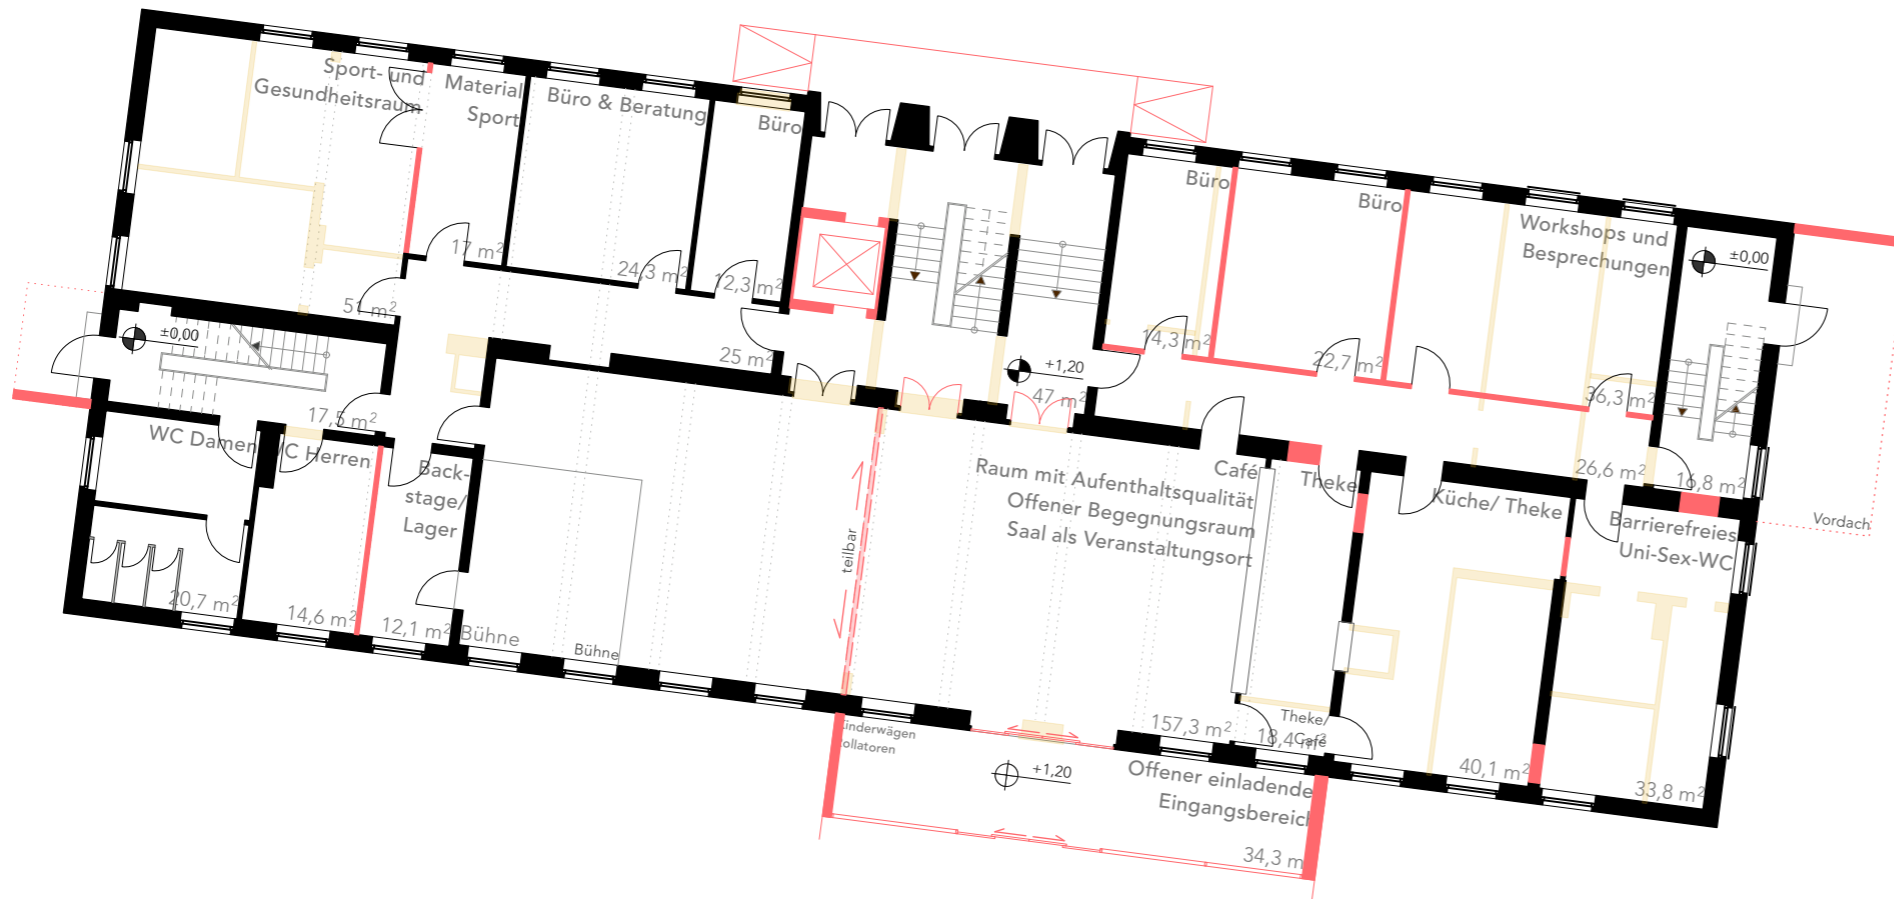 Sport- und
Gesundheitsraum
51 m²
Material
Sport
17 m²
Büro & Beratung
24,3 m²
Büro
12,3 m²
25 m²
±0,00
17,5 m²
WC Damen
20,7 m²
WC Herren
14,6 m²
Back-
stage/
Lager
12,1 m²
Bühne
Bühne
teilbar
+1,20
47 m²
Büro
14,3 m²
Büro
22,7 m²
Workshops und
Besprechungen
36,3 m²
26,6 m²
±0,00
16,8 m²
Raum mit Aufenthaltsqualität
Offener Begegnungsraum
Saal als Veranstaltungsort
157,3 m²
Café
Theke
Theke/
Café
18,4 m²
Küche/ Theke
40,1 m²
Barrierefreies
Uni-Sex-WC
33,8 m²
Vordach
Kinderwägen
Rollatoren
+1,20
Offener einladende
Eingangsbereich
34,3 m